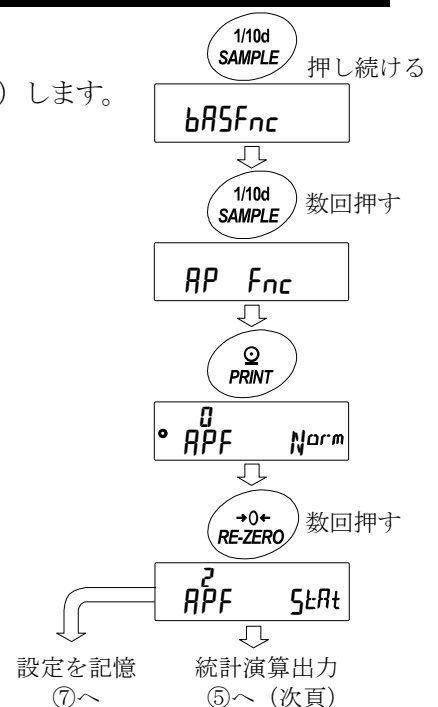 1/10d
SAMPLE
押し続ける
）します。
bASFnc
1/10d
SAMPLE
数回押す
AP Fnc
PRINT
0
APF Norm
→0←
RE-ZERO
数回押す
2
APF StAt
設定を記憶
⑦へ
統計演算出力
⑤へ（次頁）